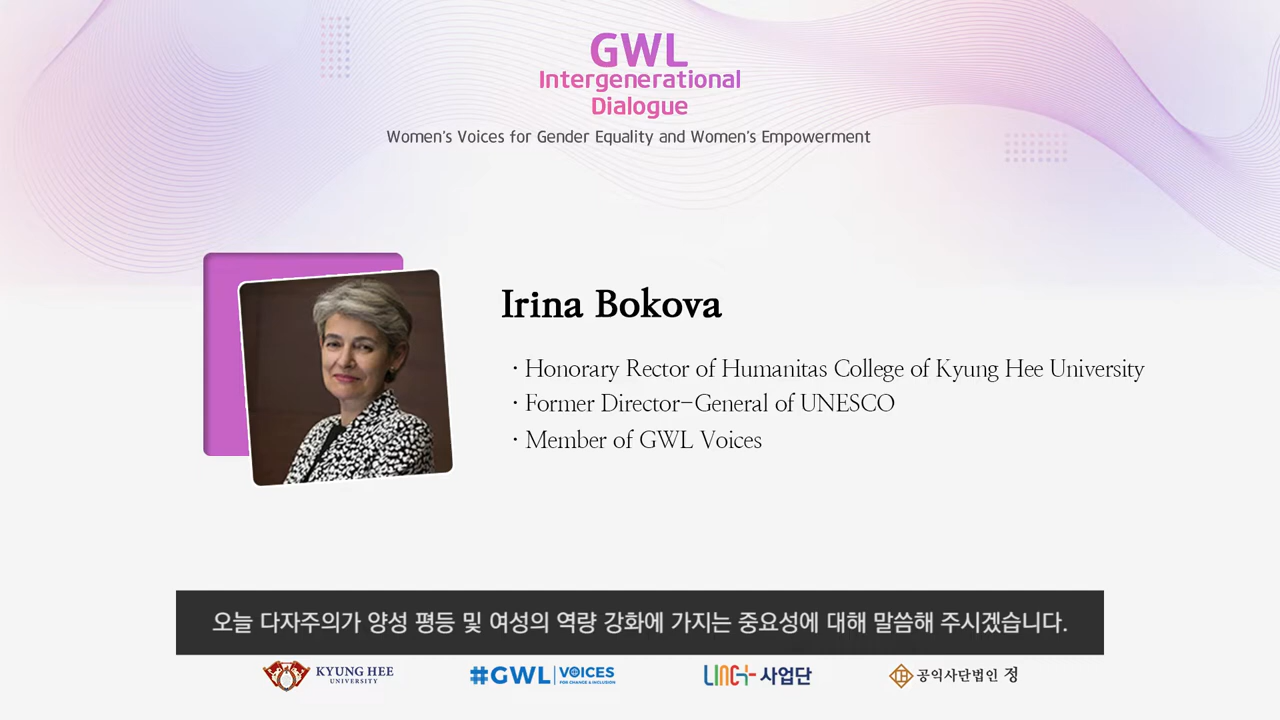 GWL
Intergenerational
Dialogue
Women's Voices for Gender Equality and Women's Empowerment
Irina Bokova
· Honorary Rector of Humanitas College of Kyung Hee University
· Former Director-General of UNESCO
· Member of GWL Voices
오늘 다자주의가 양성 평등 및 여성의 역량 강화에 가지는 중요성에 대해 말씀해 주시겠습니다.
KYUNG HEE
UNIVERSITY
#GWL VOICES
FOR CHANGE & INCLUSION
LINC+ 사업단
공익사단법인 정